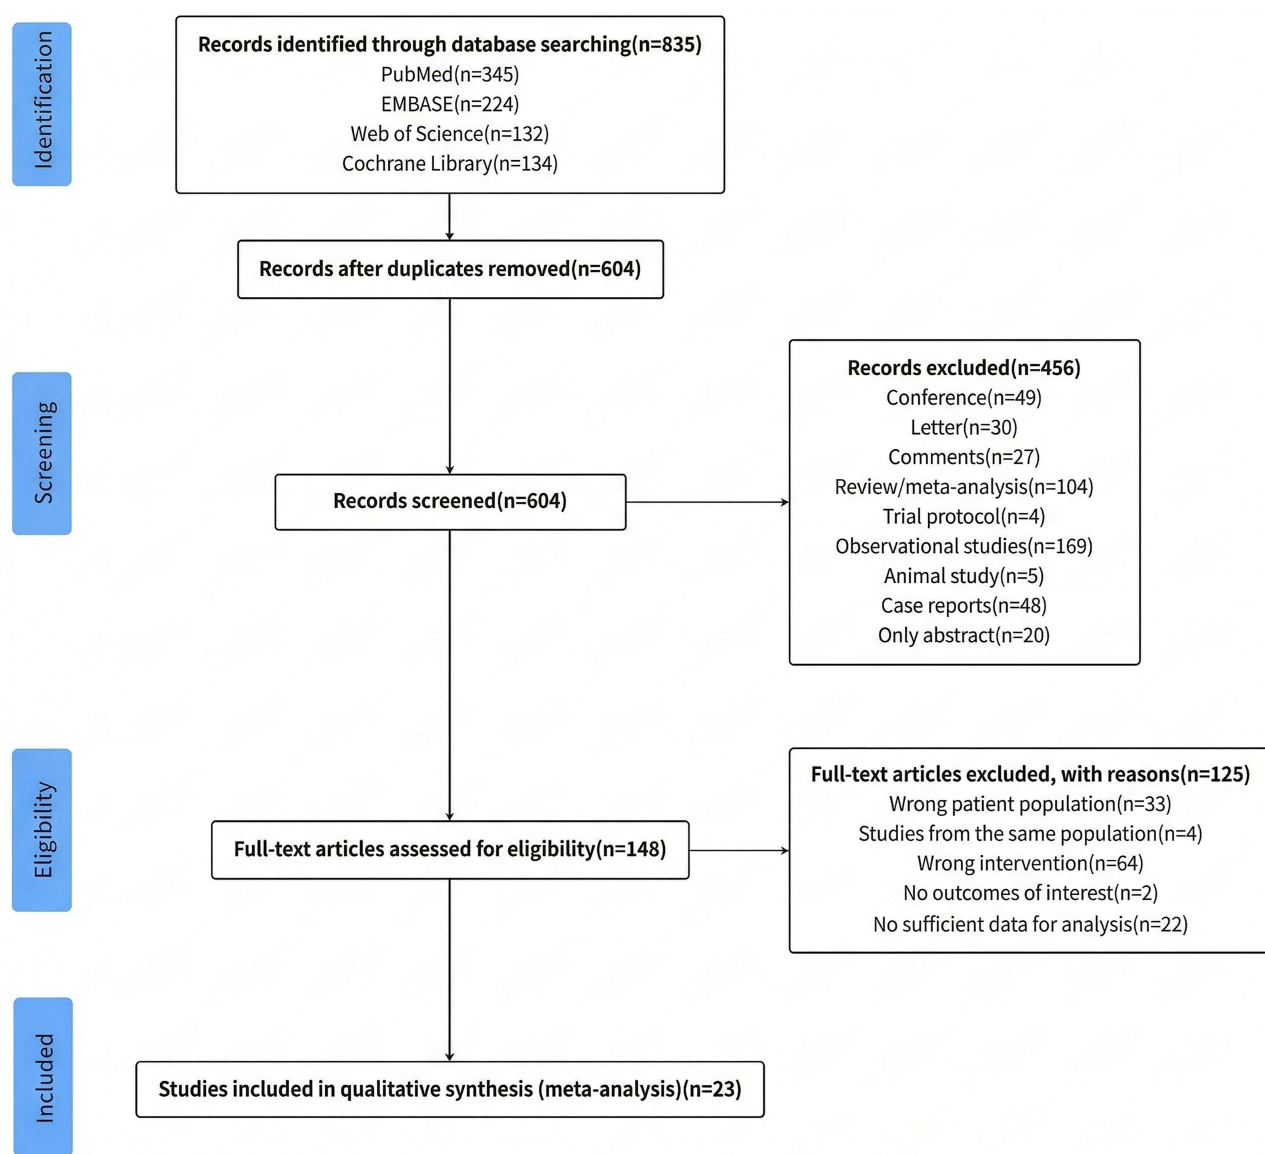 Identification
Records identified through database searching(n=835)
PubMed(n=345)
EMBASE(n=224)
Web of Science(n=132)
Cochrane Library(n=134)
Records after duplicates removed(n=604)
Screening
Records screened(n=604)
Records excluded(n=456)
Conference(n=49)
Letter(n=30)
Comments(n=27)
Review/meta-analysis(n=104)
Trial protocol(n=4)
Observational studies(n=169)
Animal study(n=5)
Case reports(n=48)
Only abstract(n=20)
Eligibility
Full-text articles assessed for eligibility(n=148)
Full-text articles excluded, with reasons(n=125)
Wrong patient population(n=33)
Studies from the same population(n=4)
Wrong intervention(n=64)
No outcomes of interest(n=2)
No sufficient data for analysis(n=22)
Included
Studies included in qualitative synthesis (meta-analysis)(n=23)